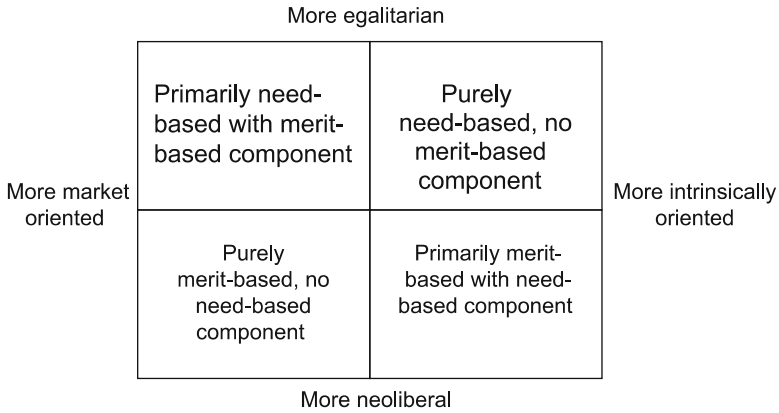 More egalitarian
Primarily need-
based with merit-
based component
Purely
need-based, no
merit-based
component
More market
oriented
More intrinsically
oriented
Purely
merit-based, no
need-based
component
Primarily merit-
based with need-
based component
More neoliberal